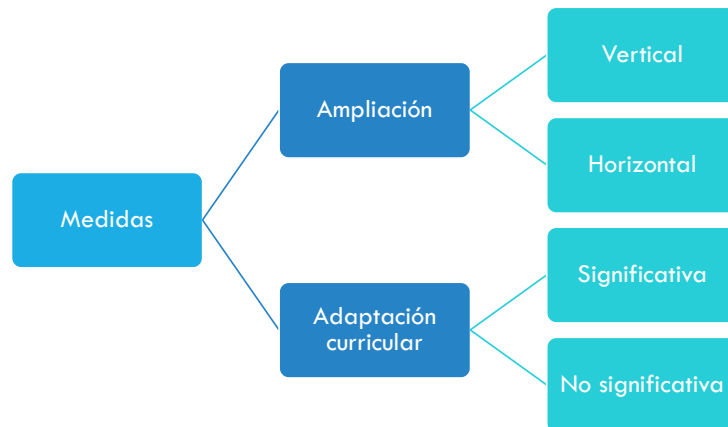 Medidas
Ampliación
Vertical
Horizontal
Adaptación
curricular
Significativa
No significativa